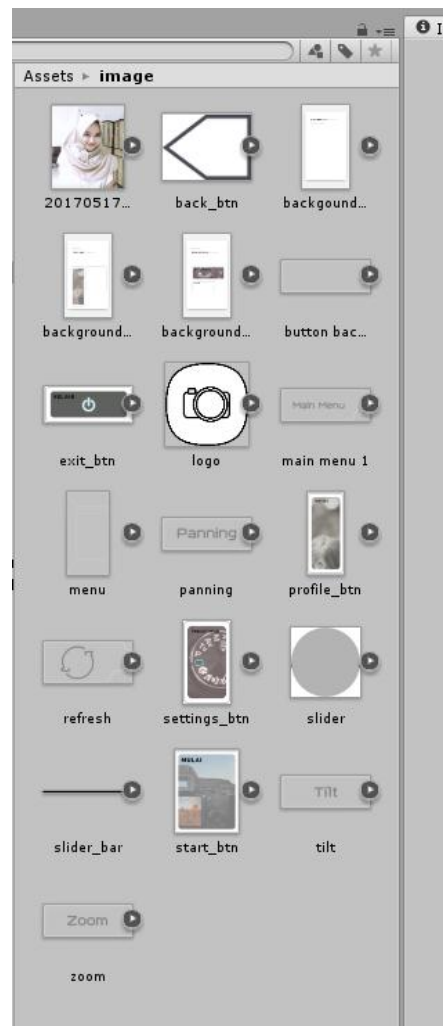 I
Assets ▸ image
20170517...
back_btn
backgound...
background...
background...
button bac...
exit_btn
logo
Main Menu
main menu 1
menu
Panning
panning
profile_btn
refresh
settings_btn
slider
slider_bar
MULAI
start_btn
Tilt
tilt
Zoom
zoom